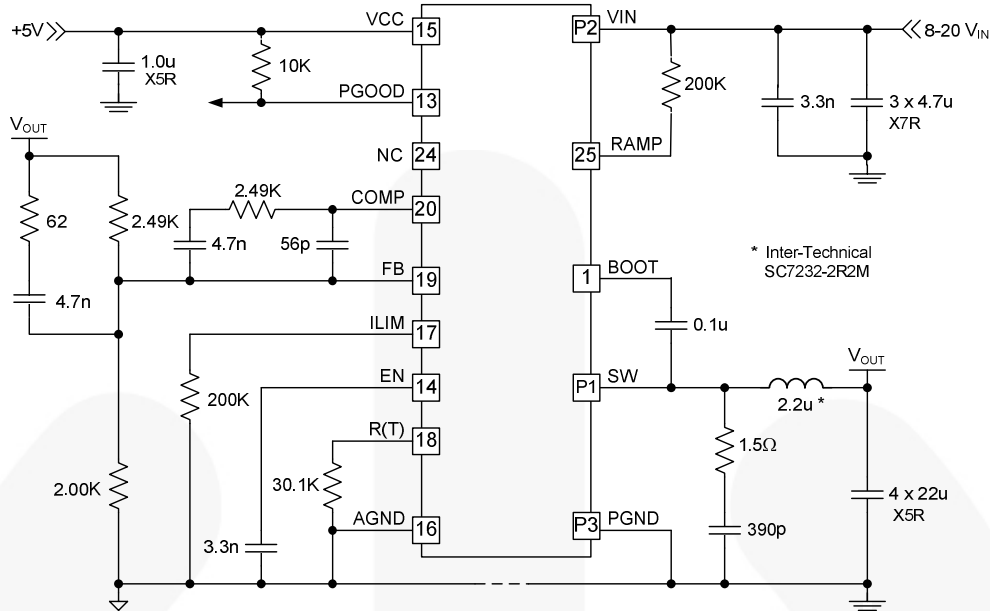 +5V
VCC
15
1.0u
X5R
10K
PGOOD
13
NC
24
V_OUT
62
2.49K
4.7n
2.49K
COMP
20
4.7n
56p
FB
19
ILIM
17
200K
EN
14
R(T)
18
30.1K
2.00K
3.3n
AGND
16
P2
VIN
8-20 V_IN
200K
3.3n
3 x 4.7u
X7R
25
RAMP
* Inter-Technical
SC7232-2R2M
1
BOOT
0.1u
P1
SW
2.2u *
V_OUT
1.5Ω
390p
4 x 22u
X5R
P3
PGND